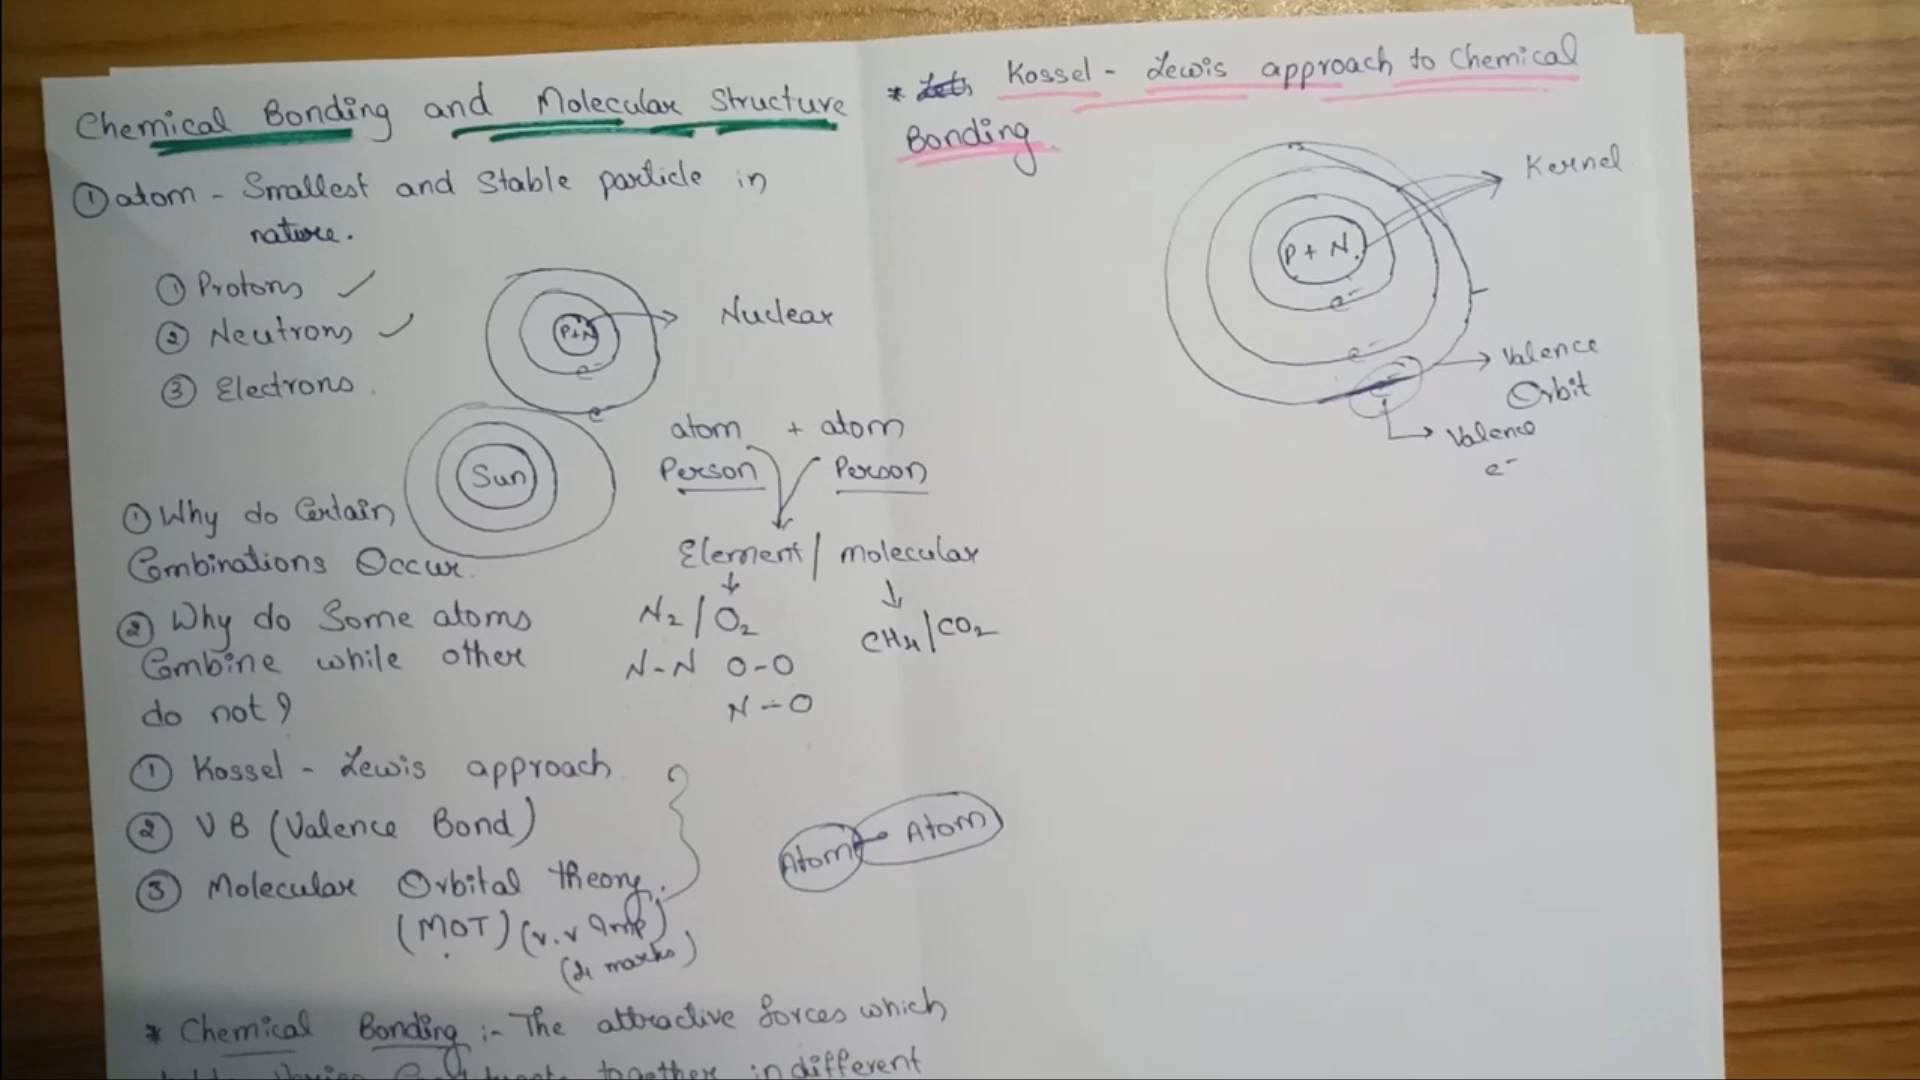 Chemical Bonding and Molecular Structure
① atom - Smallest and Stable particle in
nature.
① Protons ✓
② Neutrons ✓
③ Electrons.
P+N
e-
e-
Nuclear
Sun
atom + atom
Person Person
Element / molecular
N2 / O2
CH4/CO2
N-N O-O
N-O
① Why do Certain
Combinations Occur.
② Why do Some atoms
Combine while other
do not?
① Kossel - Lewis approach.
② VB (Valence Bond)
③ Molecular Orbital theory.
(MOT) (v.v Imp)
marks)
Atom Atom
* Chemical Bonding :- The attractive forces which
together in different
* Kossel - Lewis approach to Chemical
Bonding
P + N
e-
e-
e-
Kernel
Valence
Orbit
Valence
e-